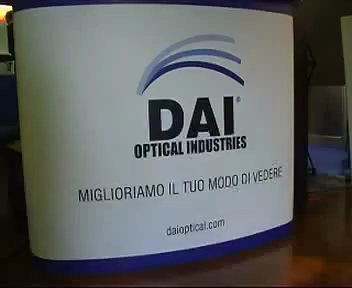 DAI®
OPTICAL INDUSTRIES
MIGLIORIAMO IL TUO MODO DI VEDERE
daioptical.com